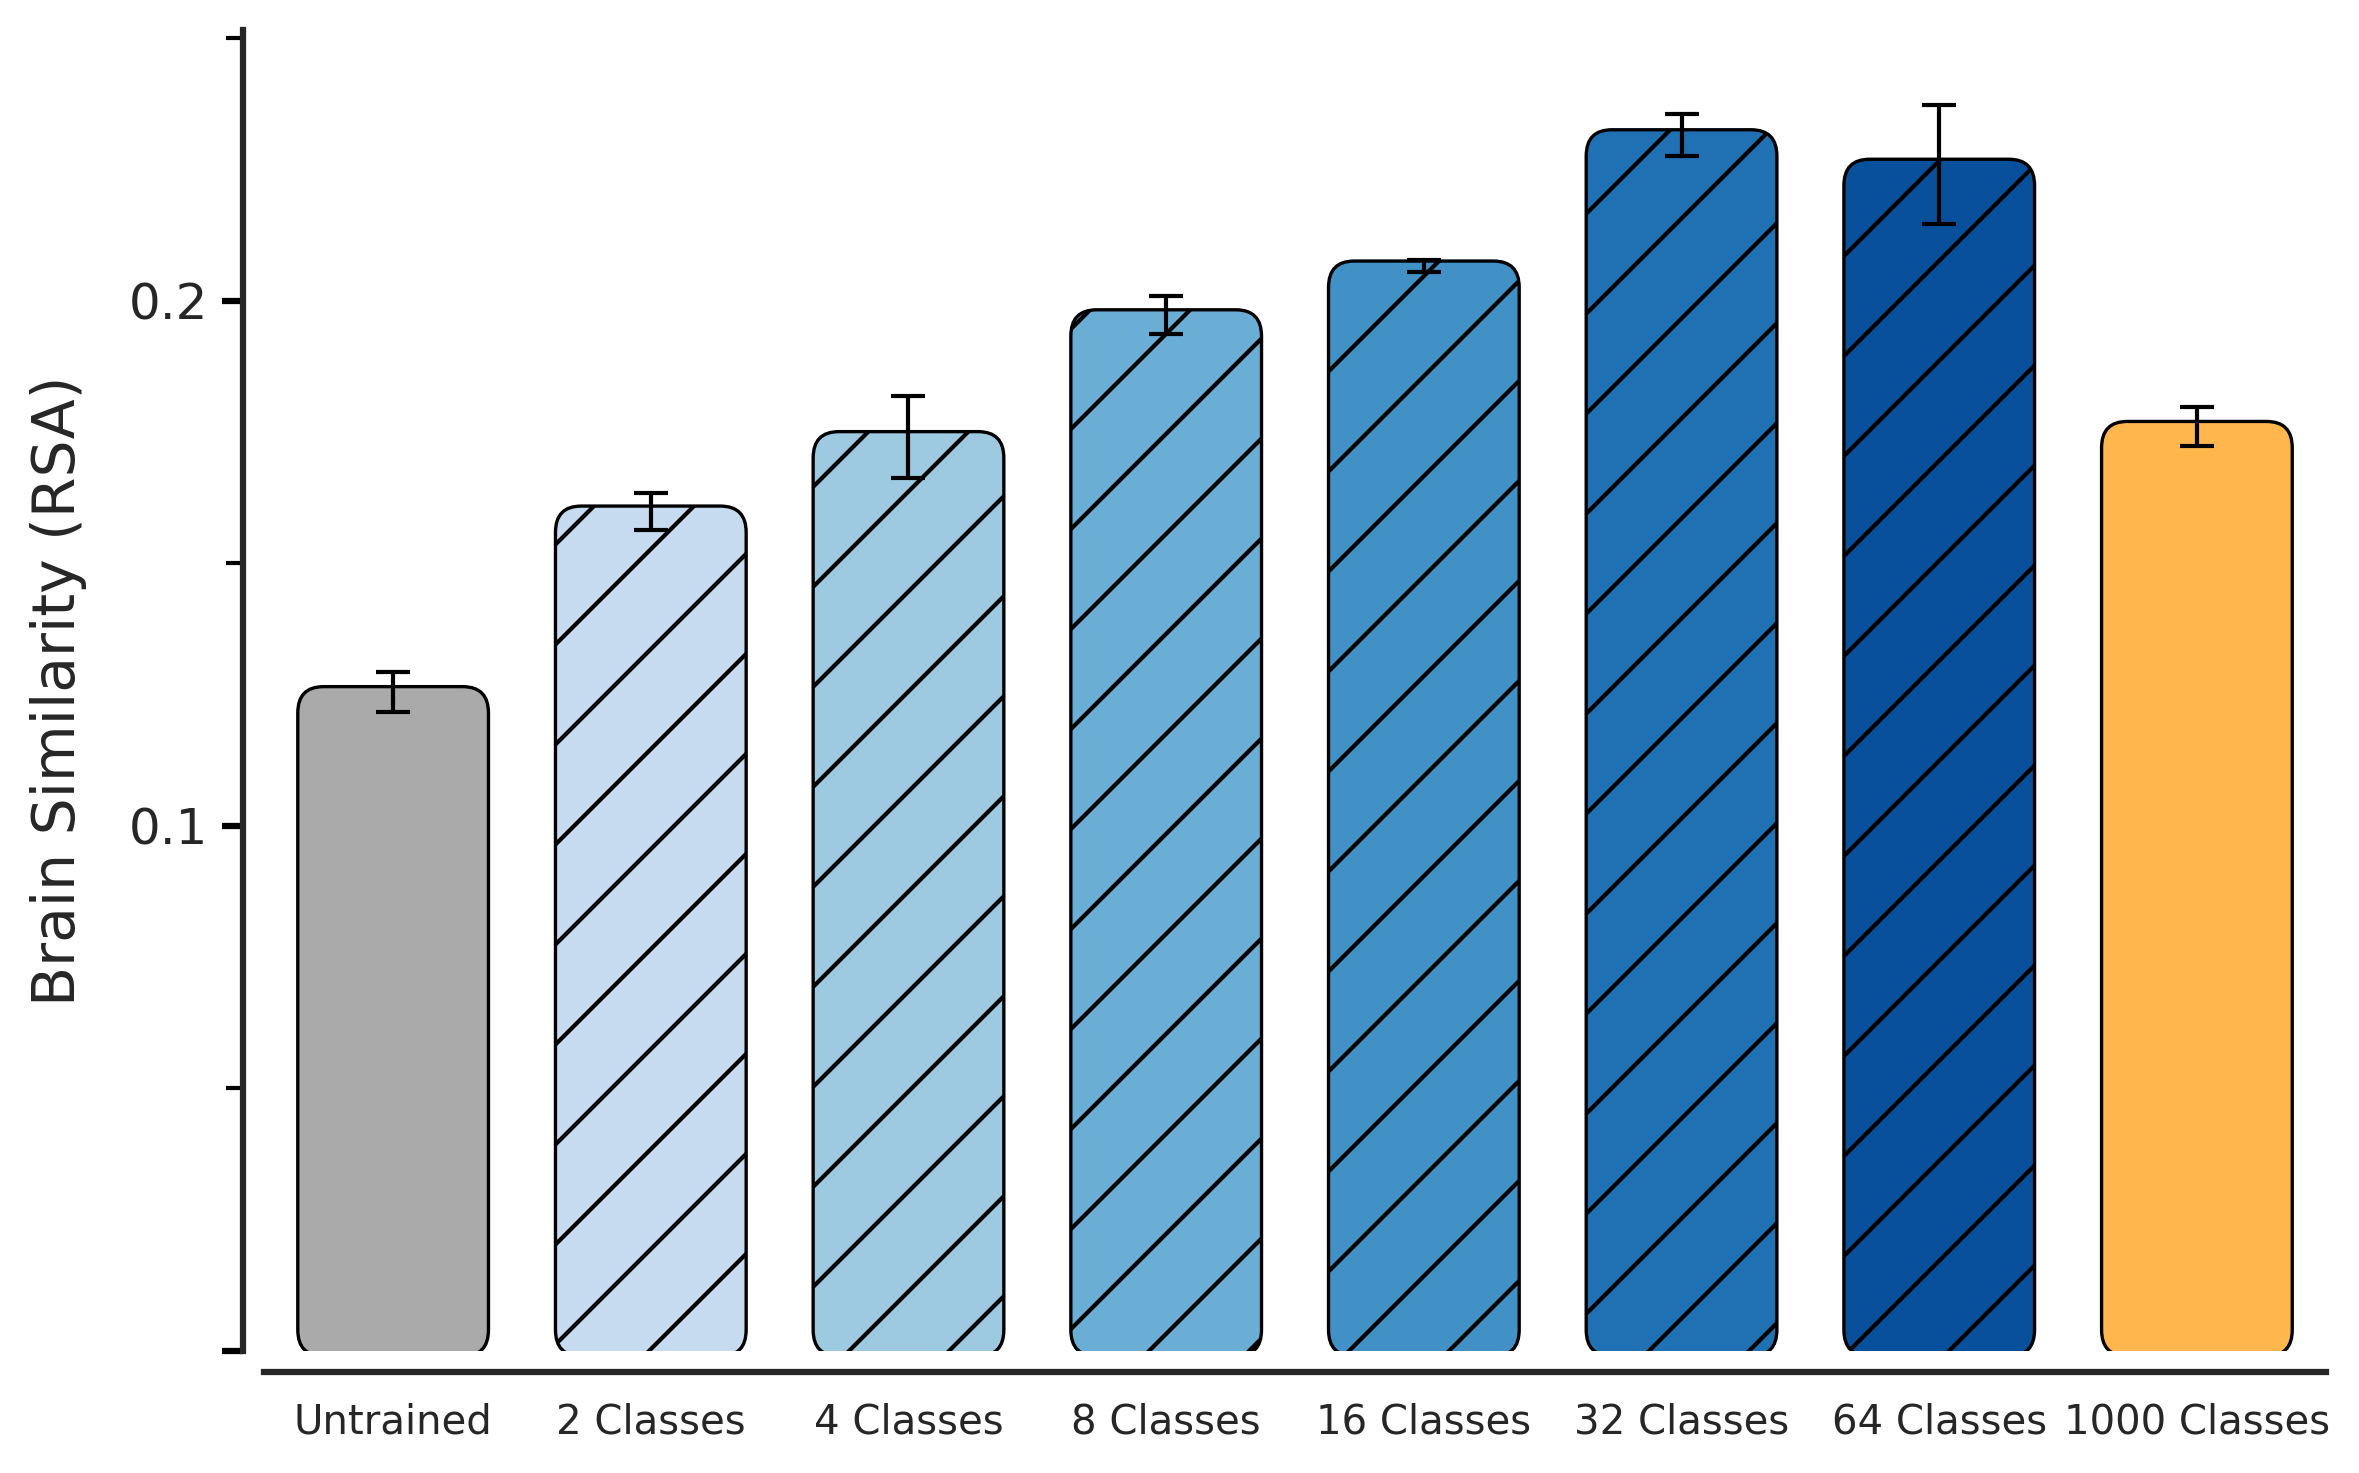 Brain Similarity (RSA)
0.2
0.1
Untrained
2 Classes
4 Classes
8 Classes
16 Classes
32 Classes
64 Classes
1000 Classes